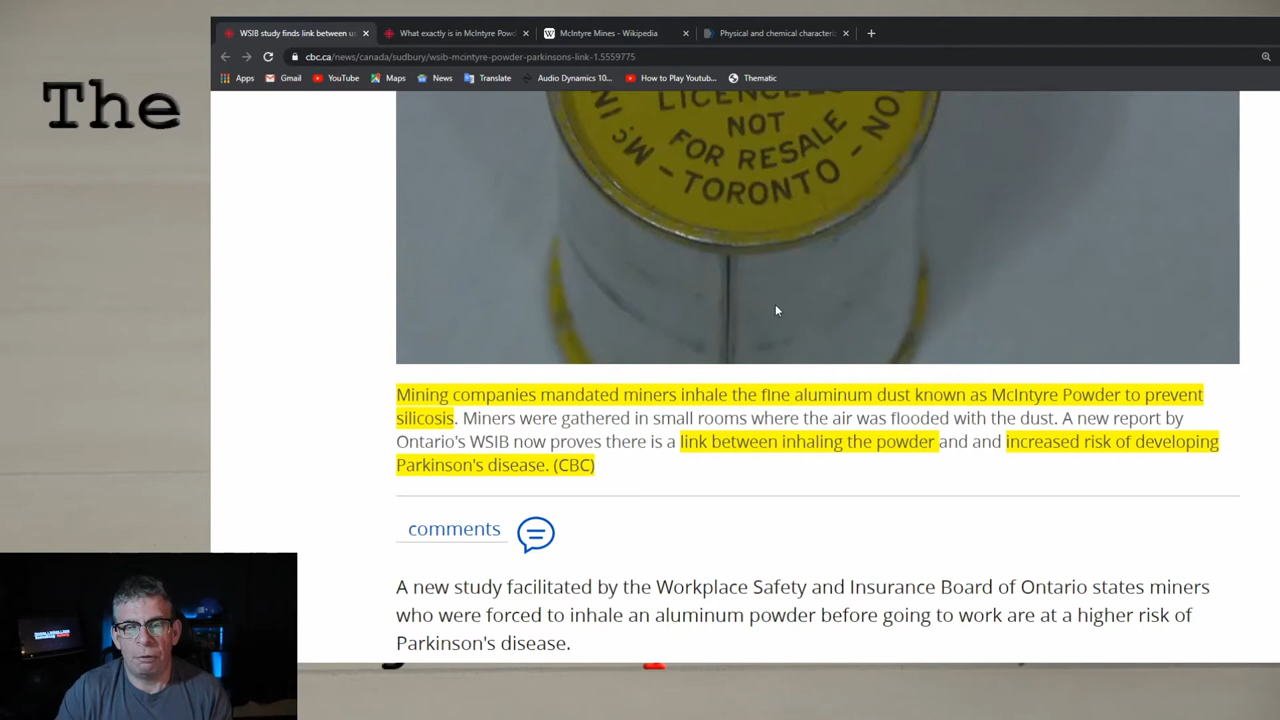 WSIB study finds link between u
What exactly is in McIntyre Powd
McIntyre Mines - Wikipedia
Physical and chemical characteri
cbc.ca/news/canada/sudbury/wsib-mcintyre-powder-parkinsons-link-1.5559775
Apps
Gmail
YouTube
Maps
News
Translate
Audio Dynamics 10...
How to Play Youtub...
Thematic
The
NOT
FOR RESALE
TORONTO
Mining companies mandated miners inhale the fine aluminum dust known as McIntyre Powder to prevent
silicosis. Miners were gathered in small rooms where the air was flooded with the dust. A new report by
Ontario's WSIB now proves there is a link between inhaling the powder and and increased risk of developing
Parkinson's disease. (CBC)
comments
A new study facilitated by the Workplace Safety and Insurance Board of Ontario states miners
who were forced to inhale an aluminum powder before going to work are at a higher risk of
Parkinson's disease.